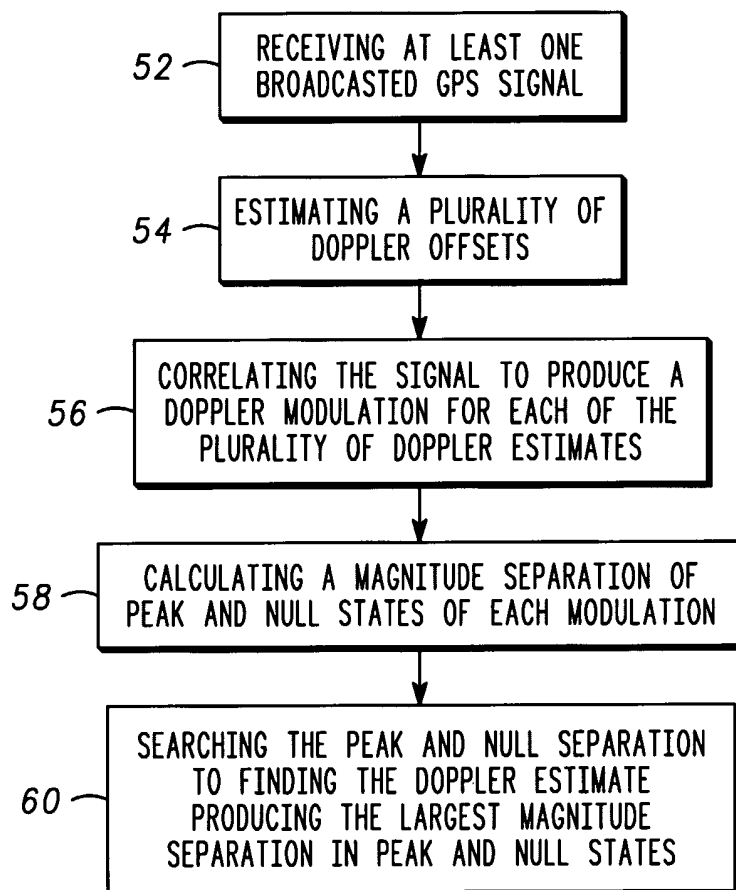 52
RECEIVING AT LEAST ONE
BROADCASTED GPS SIGNAL
54
ESTIMATING A PLURALITY OF
DOPPLER OFFSETS
56
CORRELATING THE SIGNAL TO PRODUCE A
DOPPLER MODULATION FOR EACH OF THE
PLURALITY OF DOPPLER ESTIMATES
58
CALCULATING A MAGNITUDE SEPARATION OF
PEAK AND NULL STATES OF EACH MODULATION
60
SEARCHING THE PEAK AND NULL SEPARATION
TO FINDING THE DOPPLER ESTIMATE
PRODUCING THE LARGEST MAGNITUDE
SEPARATION IN PEAK AND NULL STATES